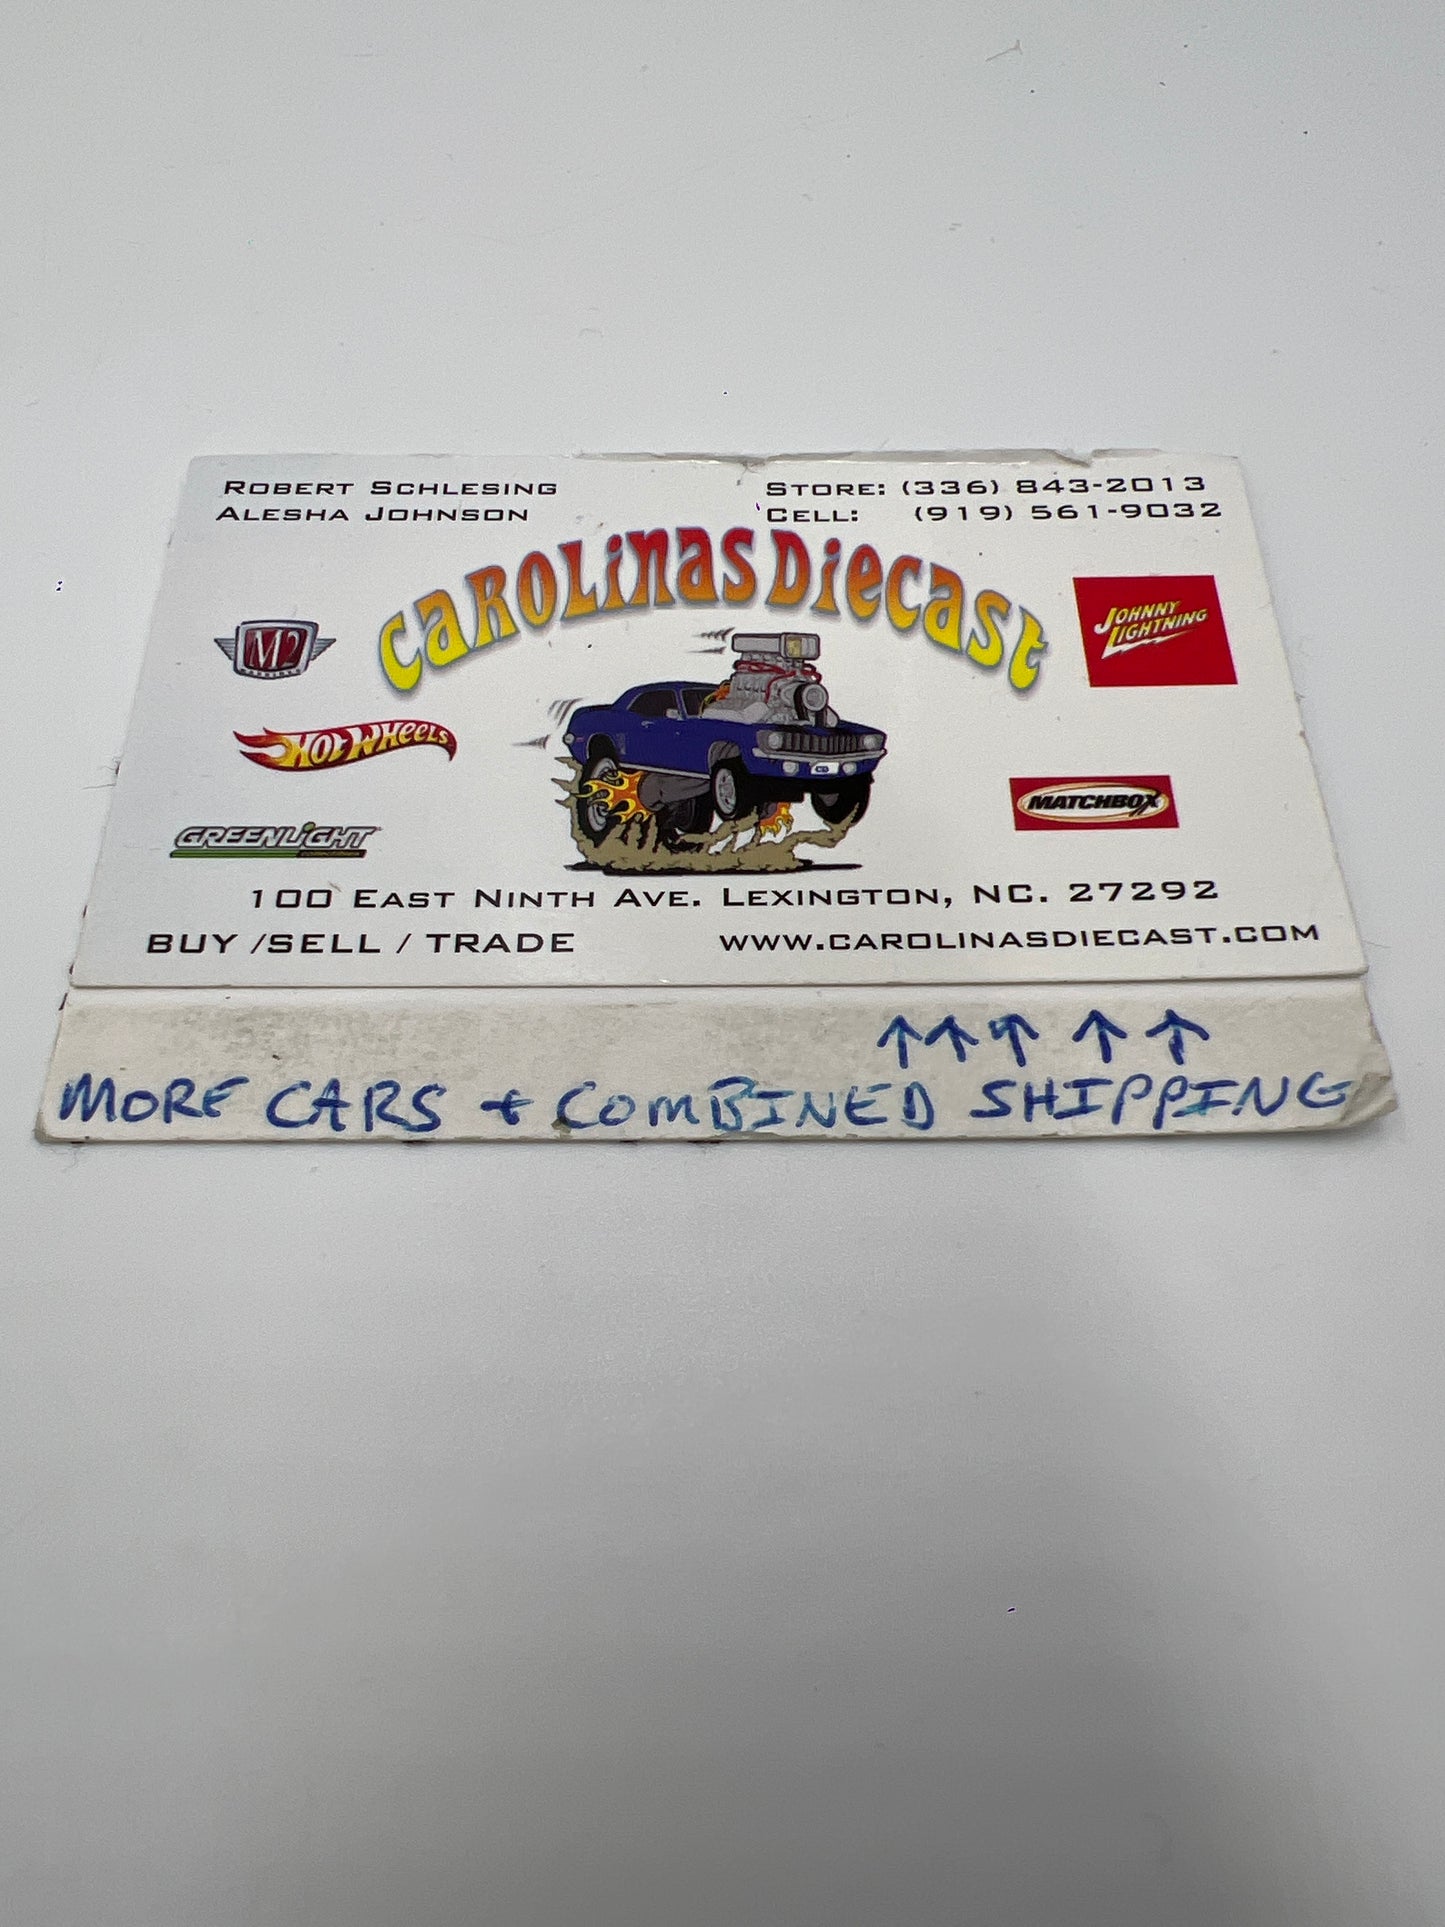 ROBERT SCHLESING
ALESHA JOHNSON
STORE: (336) 843-2013
CELL: (919) 561-9032
CAROLINAS DIECAST
M2
JOHNNY LIGHTNING
HOT WHEELS
MATCHBOX
GREENLIGHT
100 EAST NINTH AVE. LEXINGTON, NC. 27292
BUY /SELL / TRADE
WWW.CAROLINASDIECAST.COM
↑↑↑ ↑ ↑
MORE CARS + COMBINED SHIPPING